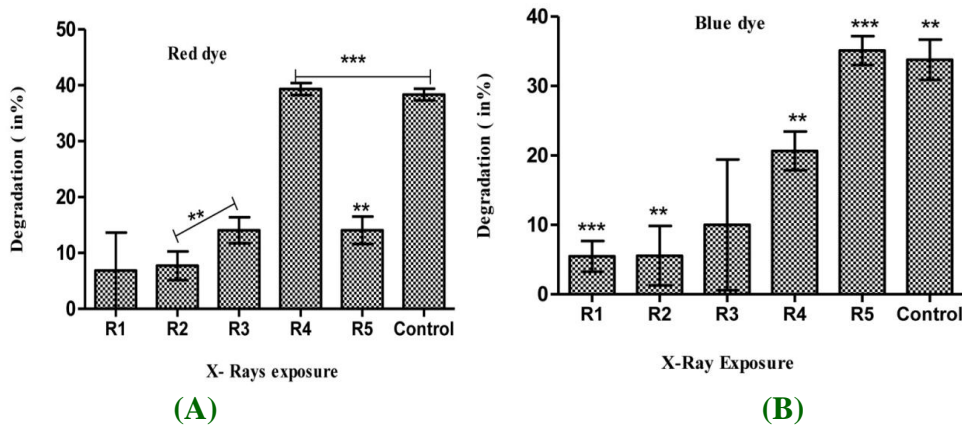 Red dye
Degradation ( in%)
50
40
30
20
10
0
***
**
**
R1 R2 R3 R4 R5 Control
X- Rays exposure
(A)
Blue dye
Degradation ( in%)
40
30
20
10
0
***
**
**
***
**
R1 R2 R3 R4 R5 Control
X-Ray Exposure
(B)